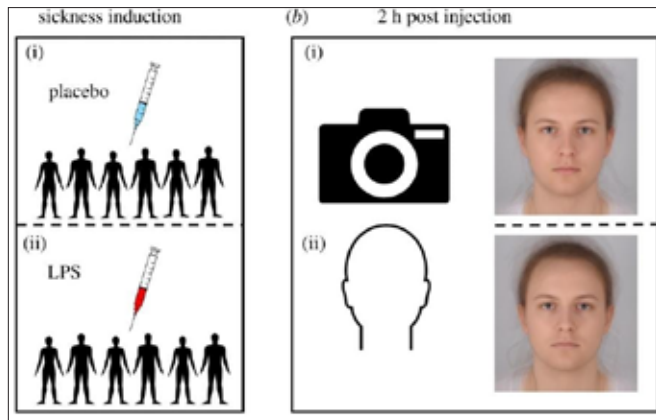 sickness induction
(i)
placebo
(ii)
LPS
(b) 2 h post injection
(i)
(ii)